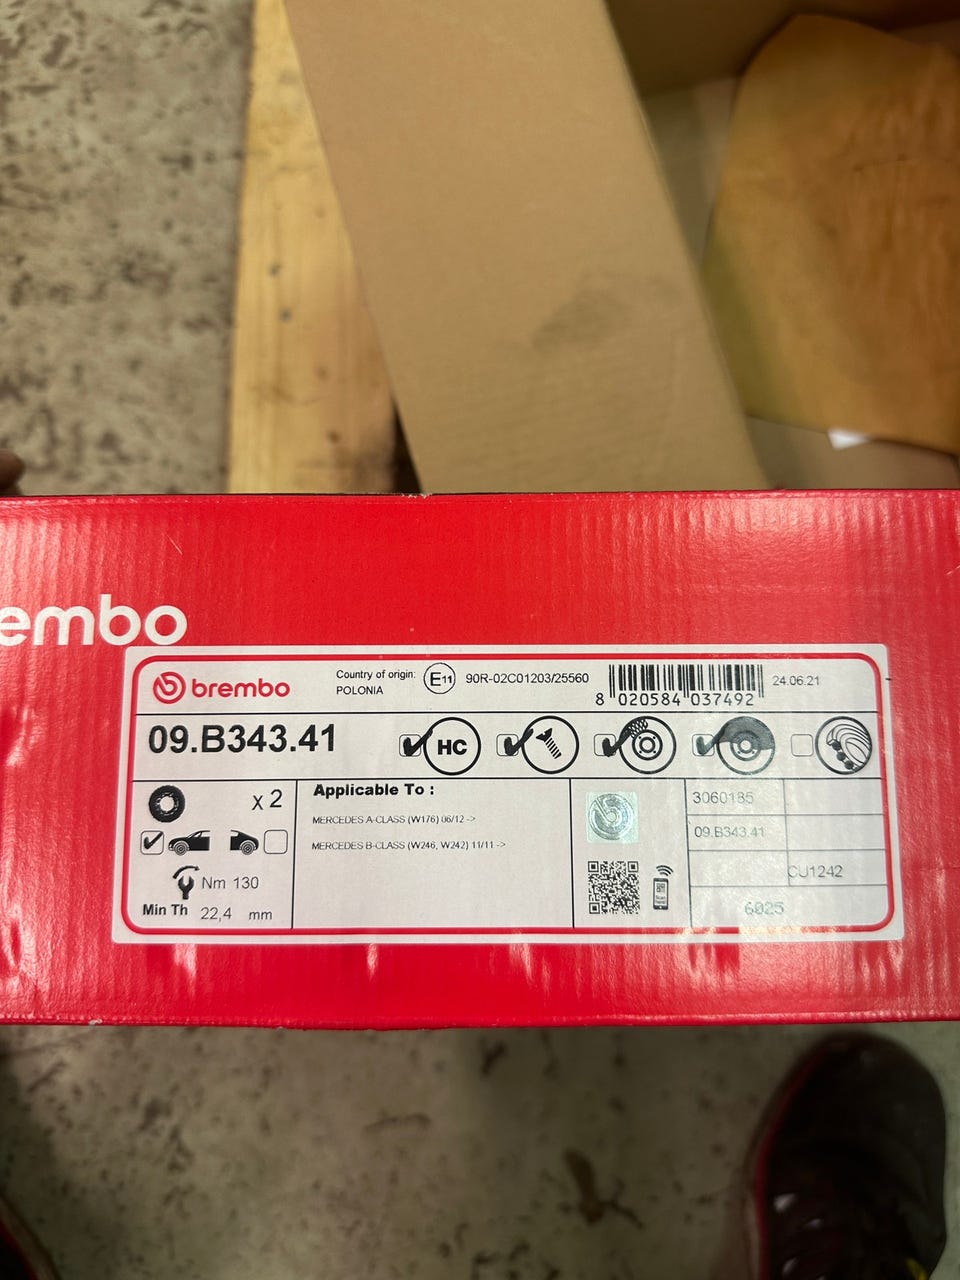 embo
brembo
Country of origin:
POLONIA
E11
90R-02C01203/25560
8 020584 037492
24.06.21
09.B343.41
HC
x 2
Nm 130
Min Th 22,4 mm
Applicable To :
MERCEDES A-CLASS (W176) 06/12 ->
MERCEDES B-CLASS (W246, W242) 11/11 ->
3060185
09.B343.41
CU1242
6025